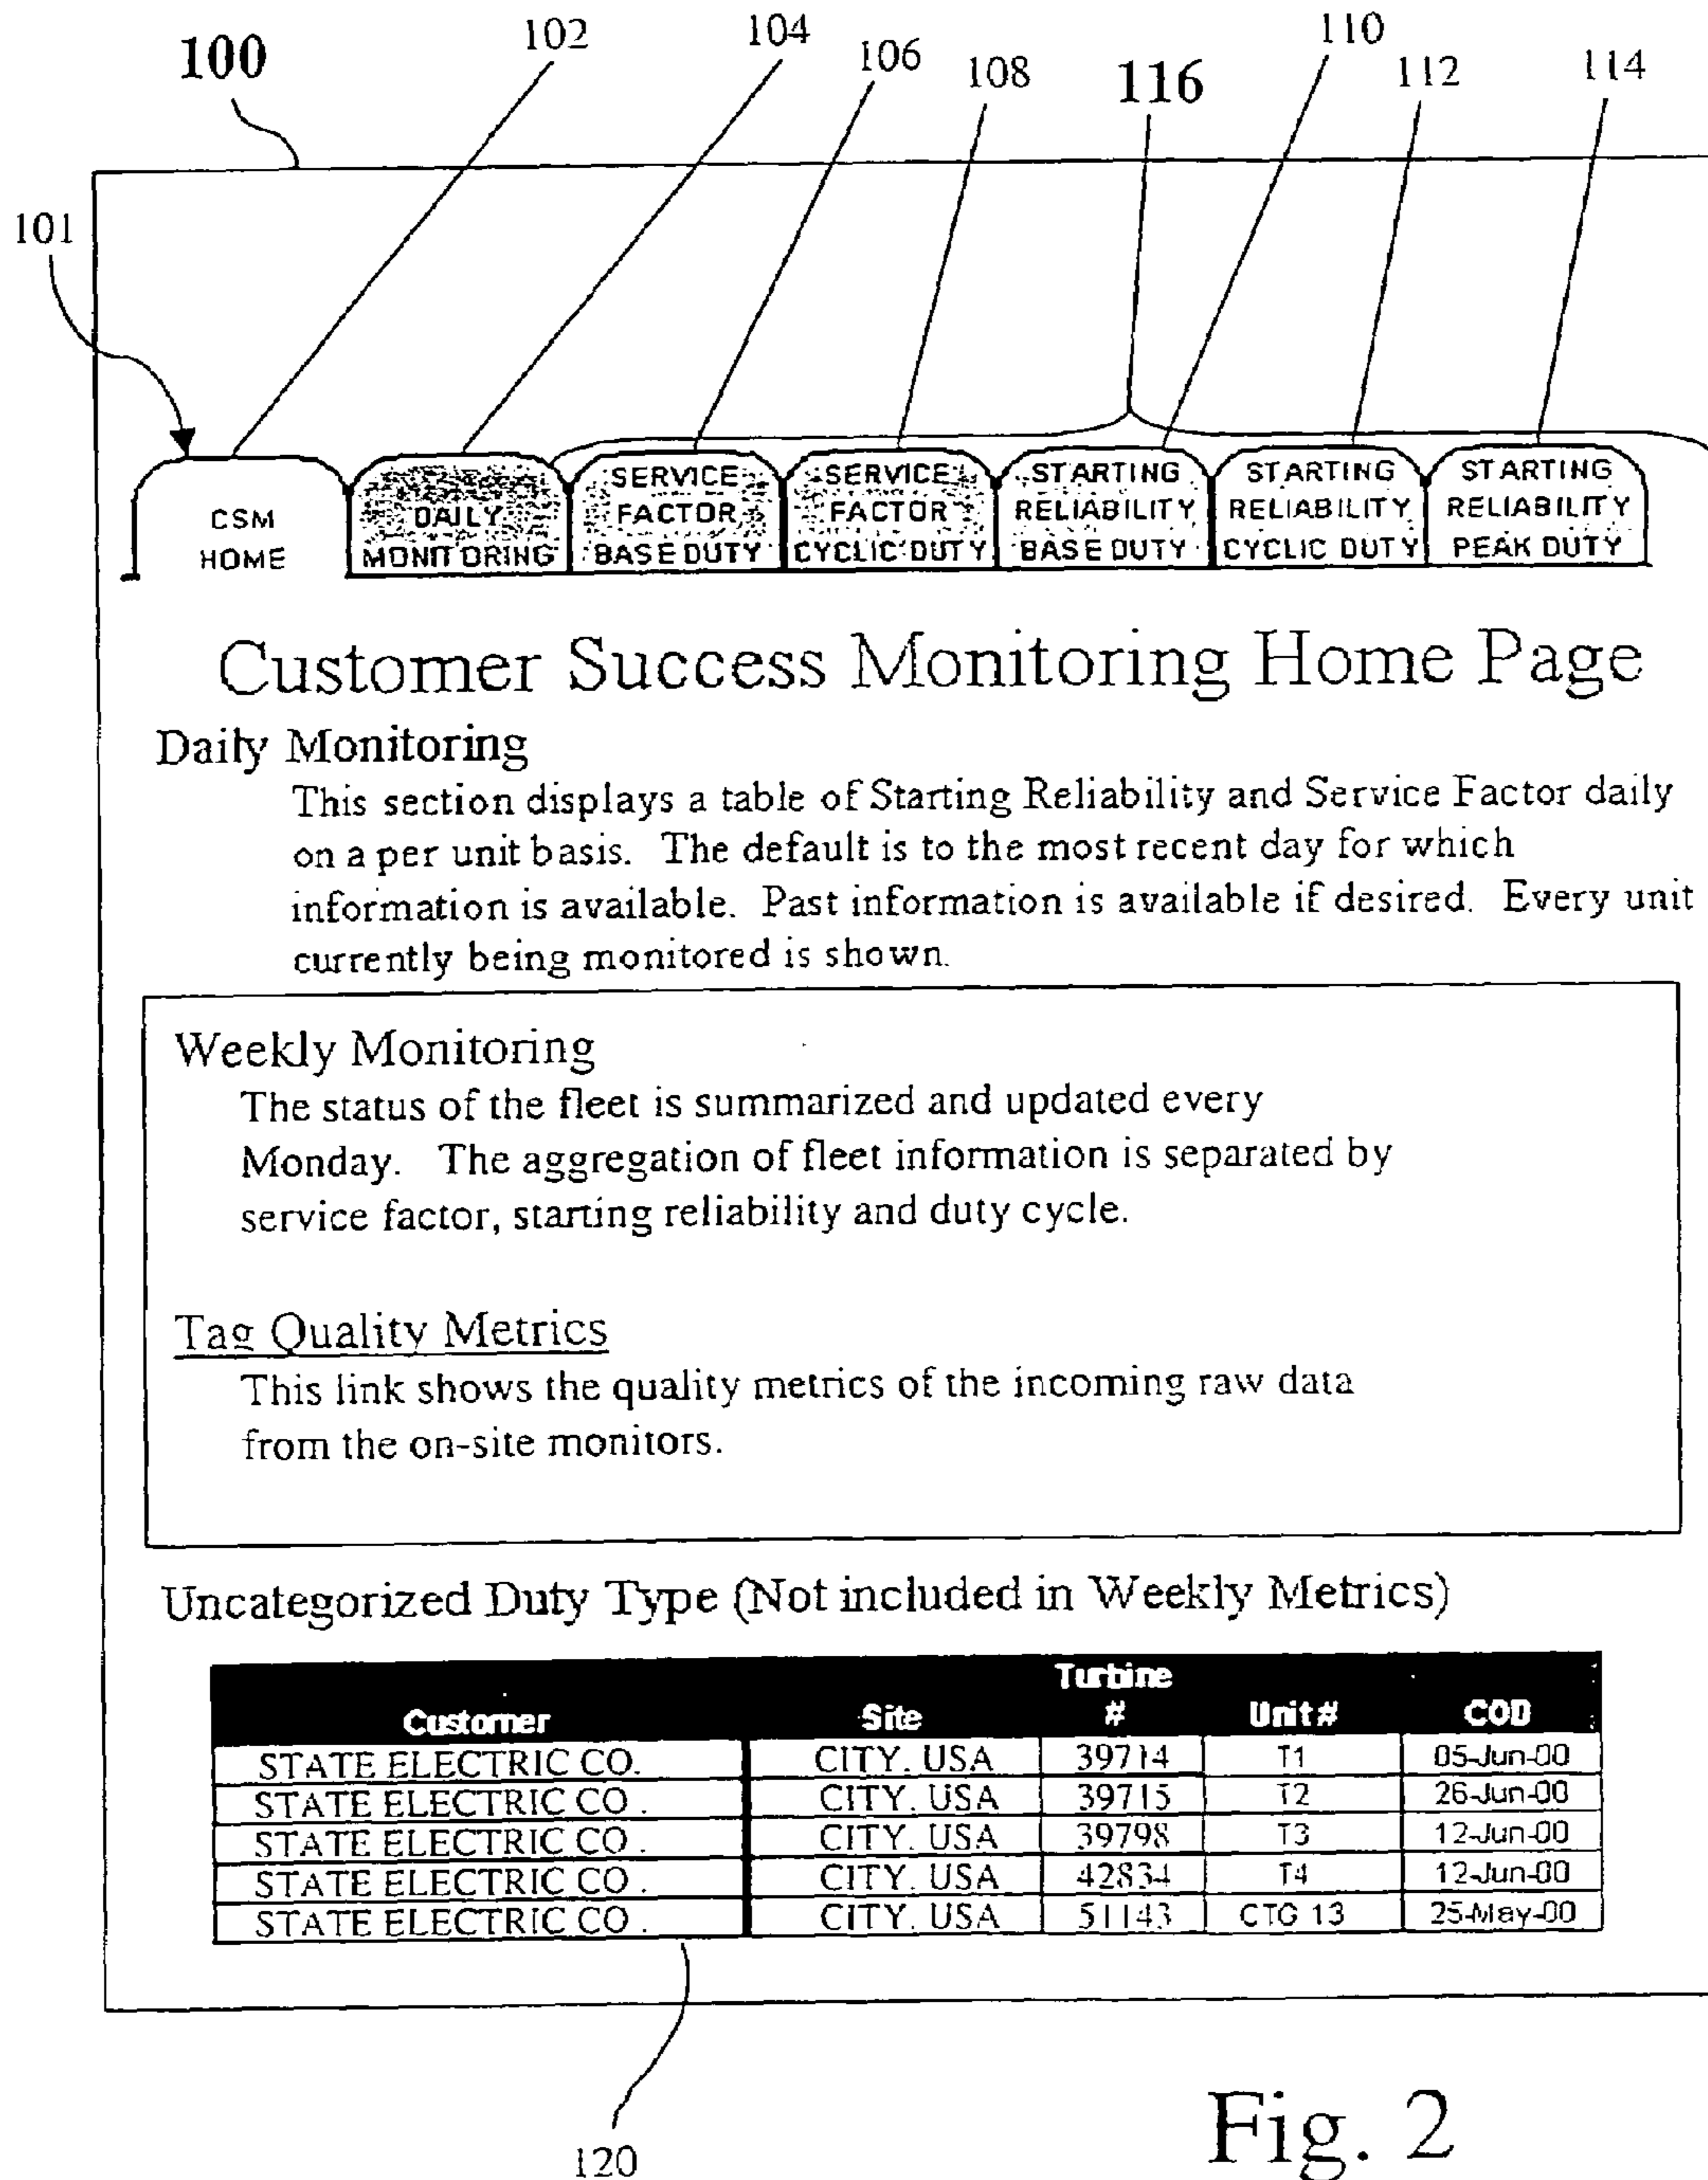 100
102
104
106
108
116
110
112
114
101
CSM
HOME
DAILY
MONITORING
SERVICE
FACTOR
BASE DUTY
SERVICE
FACTOR
CYCLIC DUTY
STARTING
RELIABILITY
BASE DUTY
STARTING
RELIABILITY
CYCLIC DUTY
STARTING
RELIABILITY
PEAK DUTY
Customer Success Monitoring Home Page
Daily Monitoring
This section displays a table of Starting Reliability and Service Factor daily
on a per unit basis. The default is to the most recent day for which
information is available. Past information is available if desired. Every unit
currently being monitored is shown.
Weekly Monitoring
The status of the fleet is summarized and updated every
Monday. The aggregation of fleet information is separated by
service factor, starting reliability and duty cycle.
Tag Quality Metrics
This link shows the quality metrics of the incoming raw data
from the on-site monitors.
Uncategorized Duty Type (Not included in Weekly Metrics)
Customer Site Turbine # Unit# COD
STATE ELECTRIC CO. CITY. USA 39714 T1 05-Jun-00
STATE ELECTRIC CO. CITY. USA 39715 T2 26-Jun-00
STATE ELECTRIC CO. CITY. USA 39798 T3 12-Jun-00
STATE ELECTRIC CO. CITY. USA 42834 T4 12-Jun-00
STATE ELECTRIC CO. CITY. USA 51143 CTG 13 25-May-00
120
Fig. 2